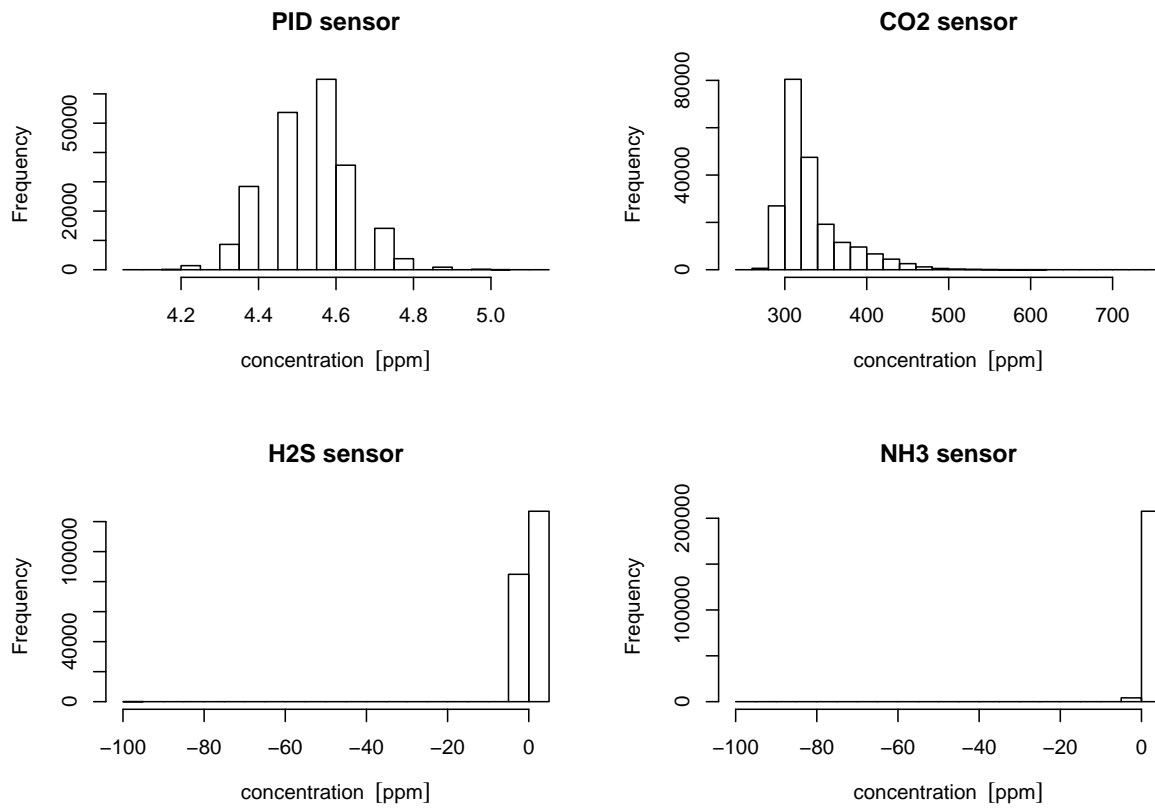 PID sensor
Frequency
0
20000
50000
4.2 4.4 4.6 4.8 5.0
concentration [ppm]
CO2 sensor
Frequency
0
40000
80000
300 400 500 600 700
concentration [ppm]
H2S sensor
Frequency
0
40000
100000
−100 −80 −60 −40 −20 0
concentration [ppm]
NH3 sensor
Frequency
0
100000
200000
−100 −80 −60 −40 −20 0
concentration [ppm]